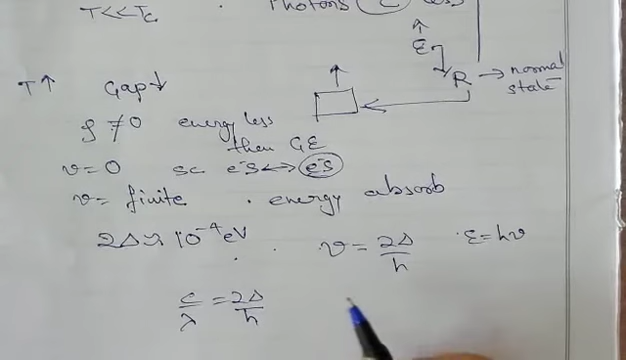 T<<Tc Photons C less
↑
E
R → normal
state
T↑ Gap↓
ρ ≠ 0 energy less
then GE
ν = 0 SC e⁻s ↔ e⁻s
ν = finite . energy absorb
2Δ ≈ 10⁻⁴ eV ν = 2Δ/h ε = hν
c/λ = 2Δ/h